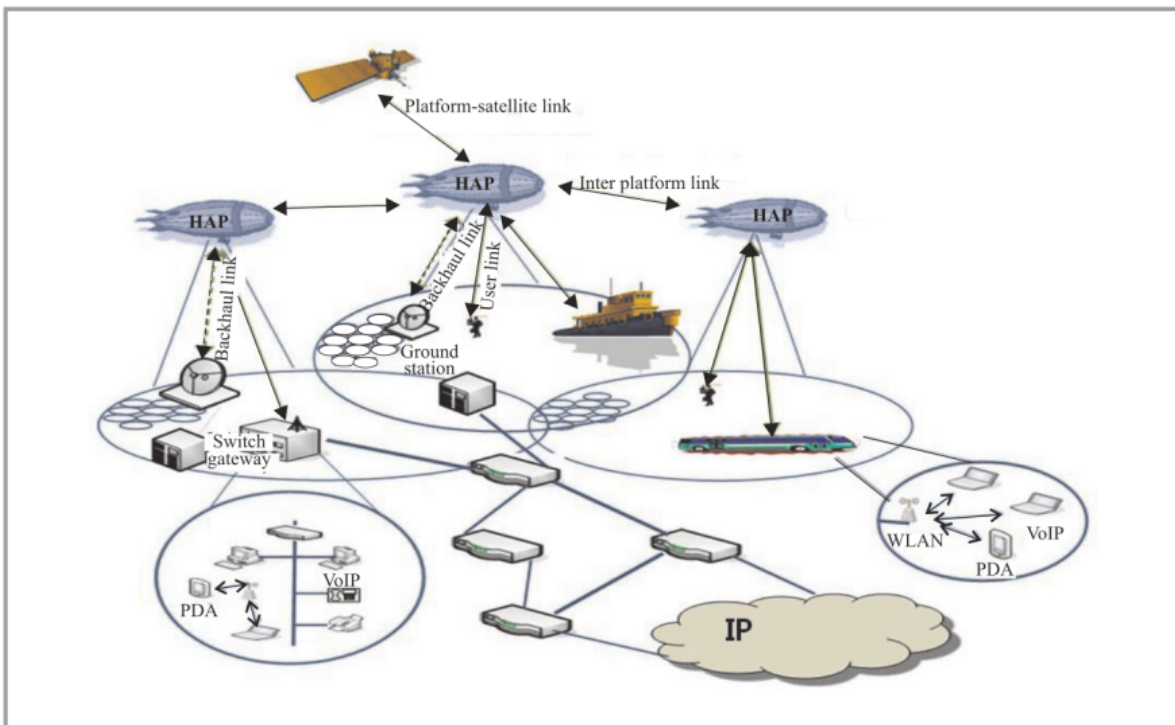 Platform-satellite link
HAP
Inter platform link
HAP
HAP
Backhaul link
User link
Backhaul link
Ground
station
Switch
gateway
WLAN
VoIP
PDA
VoIP
PDA
IP